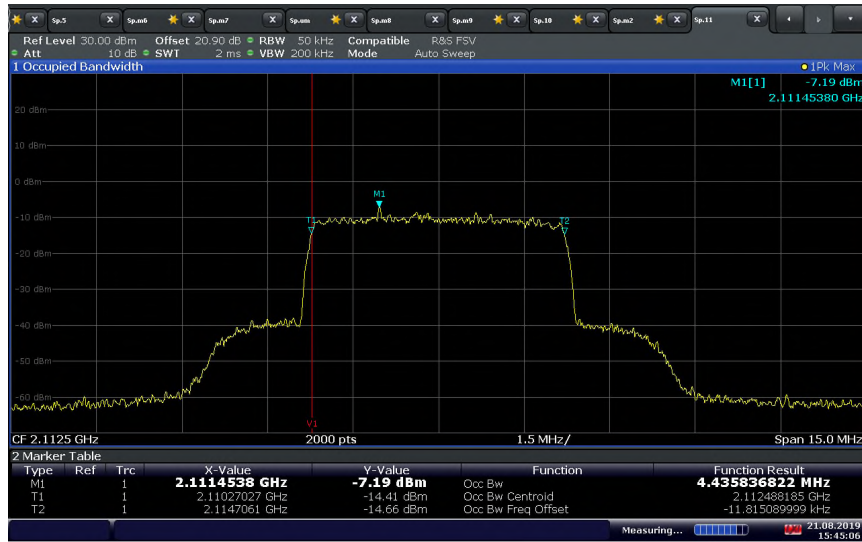 Sp.5 X Sp.m6 X Sp.m7 X Sp.um X Sp.m8 X Sp.m9 X Sp.10 X Sp.m2 X Sp.11 X
Ref Level 30.00 dBm Offset 20.90 dB RBW 50 kHz Compatible R&S FSV
Att 10 dB SWT 2 ms VBW 200 kHz Mode Auto Sweep
1 Occupied Bandwidth 1Pk Max
M1[1] -7.19 dBm
2.11145380 GHz
20 dBm
10 dBm
0 dBm
M1
-10 dBm
T1 T2
-20 dBm
-30 dBm
-40 dBm
-50 dBm
-60 dBm
V1
CF 2.1125 GHz 2000 pts 1.5 MHz/ Span 15.0 MHz
2 Marker Table
Type Ref Trc X-Value Y-Value Function Function Result
M1 1 2.1114538 GHz -7.19 dBm Occ Bw 4.435836822 MHz
T1 1 2.11027027 GHz -14.41 dBm Occ Bw Centroid 2.112488185 GHz
T2 1 2.1147061 GHz -14.66 dBm Occ Bw Freq Offset -11.815089999 kHz
Measuring... 21.08.2019
15:45:06